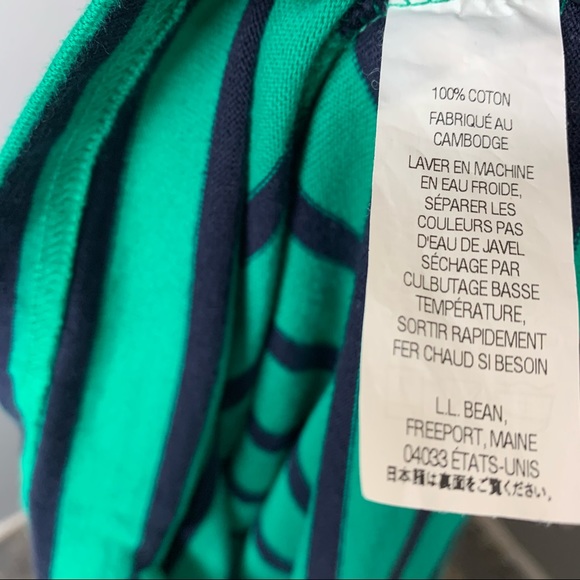 100% COTON
FABRIQUÉ AU
CAMBODGE
LAVER EN MACHINE
EN EAU FROIDE,
SÉPARER LES
COULEURS PAS
D'EAU DE JAVEL
SÉCHAGE PAR
CULBUTAGE BASSE
TEMPÉRATURE,
SORTIR RAPIDEMENT
FER CHAUD SI BESOIN
L.L. BEAN,
FREEPORT, MAINE
04033 ÉTATS-UNIS
日本語は裏面をご覧ください。